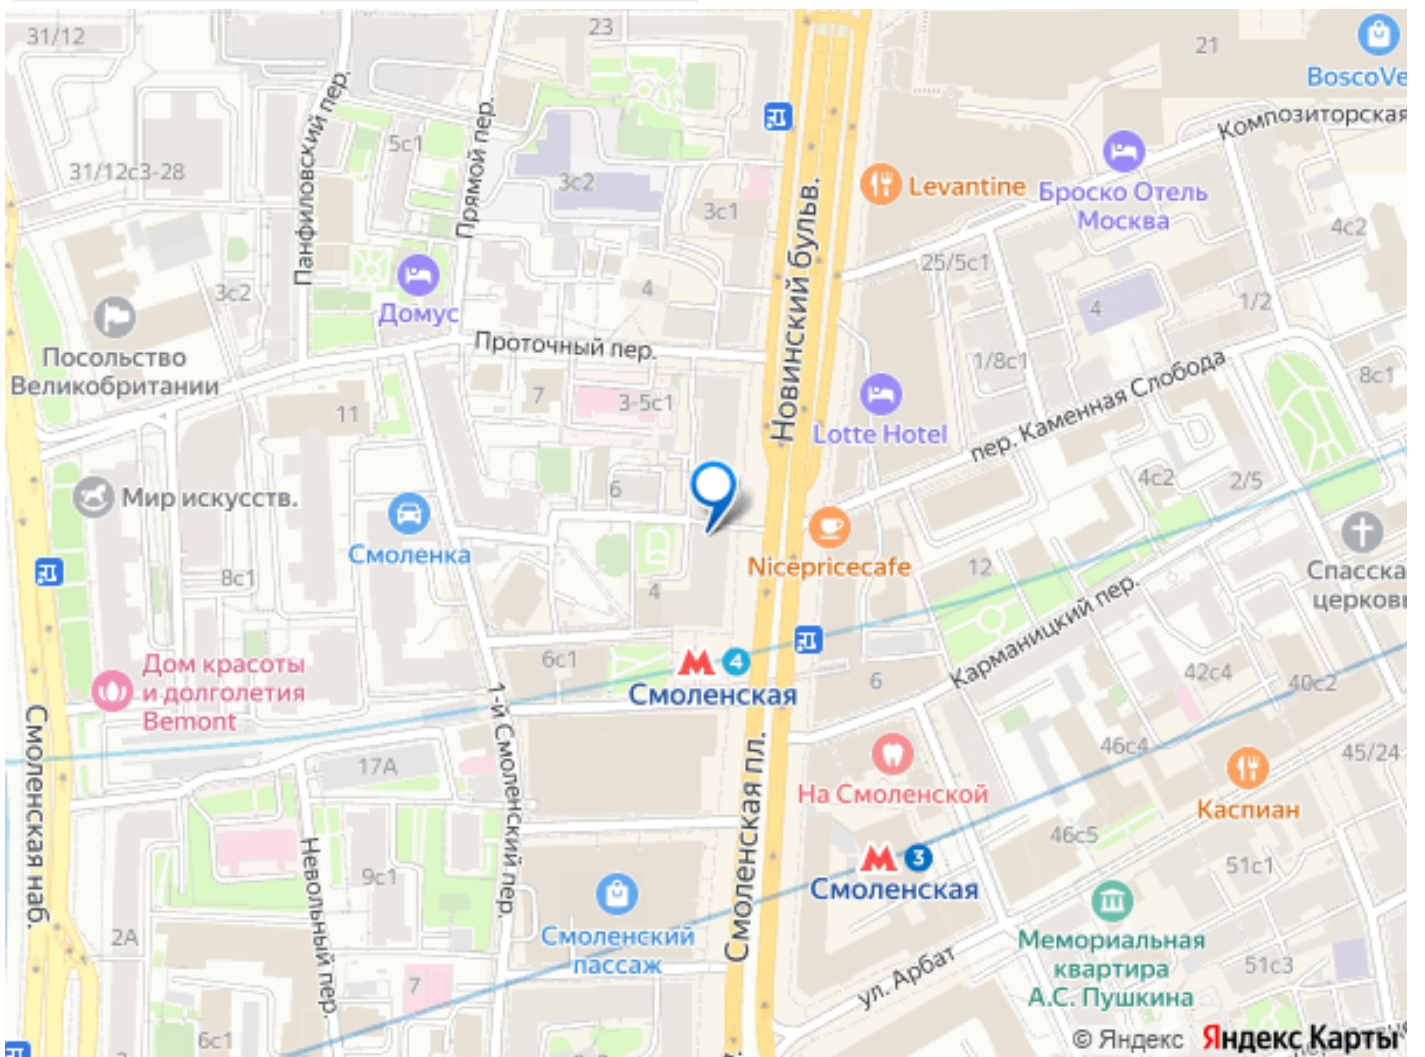 31/12
23
21
BoscoVe
Композиторская
Панфиловский пер.
Прямой пер.
5с1
31/12с3-28
3с2
3с1
Levantine
Броско Отель
Москва
4с2
Новинский бульв.
25/5с1
3с2
4
4
1/2
Домус
Посольство
Великобритании
Проточный пер.
1/8с1
пер. Каменная Слобода
8с1
11
7
3-5с1
Lotte Hotel
4с2
2/5
Мир искусств.
6
Смоленка
Nicepricecafe
12
Спасска
церковь
8с1
4
Карманицкий пер.
6с1
4
Смоленская
6
42с4
40с2
Дом красоты
и долголетия
Bemont
1-й Смоленский пер.
Смоленская наб.
Смоленская пл.
46с4
45/24
17А
На Смоленской
Каспиан
46с5
3
Смоленская
51с1
9с1
Невольный пер.
2А
Смоленский
пассаж
Мемориальная
квартира
А.С. Пушкина
ул. Арбат
51с3
7
6с1
© Яндекс Яндекс Карты